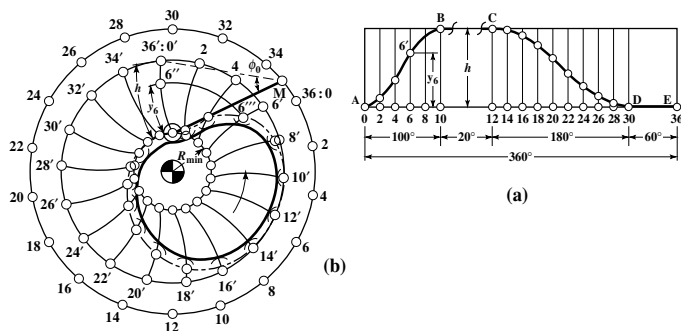 30
28
32
26
34
24
36:0
22
2
20
4
18
6
16
8
14
10
12
36′:0′
2
34′
4
32′
6′
30′
8′
28′
10′
26′
12′
24′
14′
22′
16′
20′
18′
6′′
6′′′
h
y6
ϕ0
M
Rmin
(b)
B
C
6′
h
y6
A
D
E
0 2 4 6 8 10 12 14 16 18 20 22 24 26 28 30 36
100° 20° 180° 60°
360°
(a)